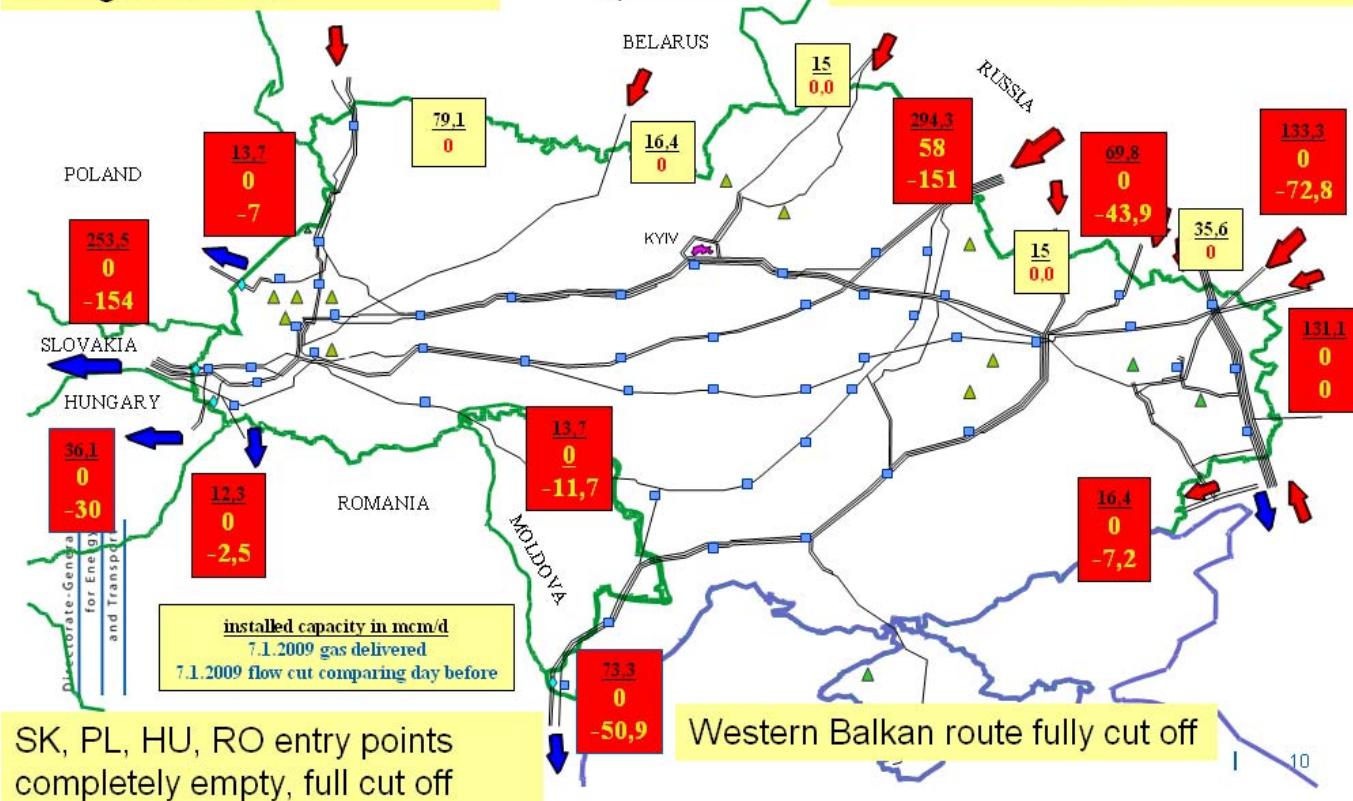 BELARUS
RUSSIA
POLAND
KYIV
SLOVAKIA
HUNGARY
ROMANIA
MOLDOVA
15
0,0
79,1
0
16,4
0
294,3
58
-151
69,8
0
-43,9
133,3
0
-72,8
13,7
0
-7
253,5
0
-154
15
0,0
35,6
0
131,1
0
0
36,1
0
-30
12,3
0
-2,5
13,7
0
-11,7
16,4
0
-7,2
73,3
0
-50,9
Directorate-General
for Energy
and Transport
installed capacity in mcm/d
7.1.2009 gas delivered
7.1.2009 flow cut comparing day before
SK, PL, HU, RO entry points
completely empty, full cut off
Western Balkan route fully cut off
10